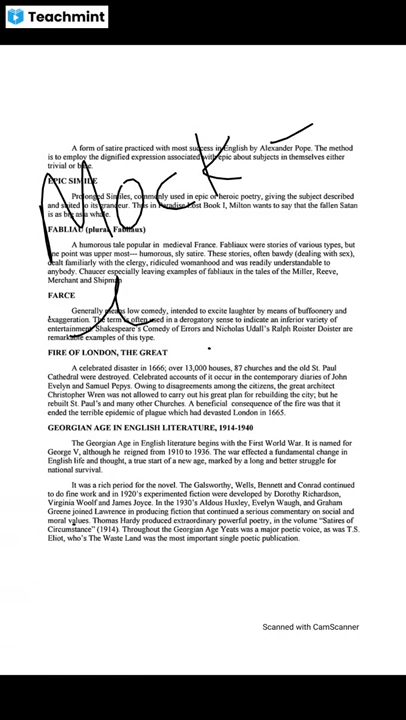 Teachmint
A form of satire practiced with most success in English by Alexander Pope. The method
is to employ the dignified expression associated with epic about subjects in themselves either
trivial or base.
EPIC SIMILE
Prolonged Similes, commonly used in epic or heroic poetry, giving the subject described
and suited to its grandeur. Thus in Paradise Lost Book I, Milton wants to say that the fallen Satan
is as big as a whale.
FABLIAU (plural. Fabliaux)
A humorous tale popular in medieval France. Fabliaux were stories of various types, but
one point was upper most--- humorous, sly satire. These stories, often bawdy (dealing with sex),
dealt familiarly with the clergy, ridiculed womanhood and was readily understandable to
anybody. Chaucer especially leaving examples of fabliaux in the tales of the Miller, Reeve,
Merchant and Shipman
FARCE
Generally means low comedy, intended to excite laughter by means of buffoonery and
exaggeration. The term is often used in a derogatory sense to indicate an inferior variety of
entertainment. Shakespeare's Comedy of Errors and Nicholas Udall's Ralph Roister Doister are
remarkable examples of this type.
FIRE OF LONDON, THE GREAT
A celebrated disaster in 1666; over 13,000 houses, 87 churches and the old St. Paul
Cathedral were destroyed. Celebrated accounts of it occur in the contemporary diaries of John
Evelyn and Samuel Pepys. Owing to disagreements among the citizens, the great architect
Christopher Wren was not allowed to carry out his great plan for rebuilding the city; but he
rebuilt St. Paul's and many other Churches. A beneficial consequence of the fire was that it
ended the terrible epidemic of plague which had devasted London in 1665.
GEORGIAN AGE IN ENGLISH LITERATURE, 1914-1940
The Georgian Age in English literature begins with the First World War. It is named for
George V, although he reigned from 1910 to 1936. The war effected a fundamental change in
English life and thought, a true start of a new age, marked by a long and better struggle for
national survival.
It was a rich period for the novel. The Galsworthy, Wells, Bennett and Conrad continued
to do fine work and in 1920's experimented fiction were developed by Dorothy Richardson,
Virginia Woolf and James Joyce. In the 1930's Aldous Huxley, Evelyn Waugh, and Graham
Greene joined Lawrence in producing fiction that continued a serious commentary on social and
moral values. Thomas Hardy produced extraordinary powerful poetry, in the volume "Satires of
Circumstance" (1914). Throughout the Georgian Age Yeats was a major poetic voice, as was T.S.
Eliot, who's The Waste Land was the most important single poetic publication.
Mock-
Scanned with CamScanner